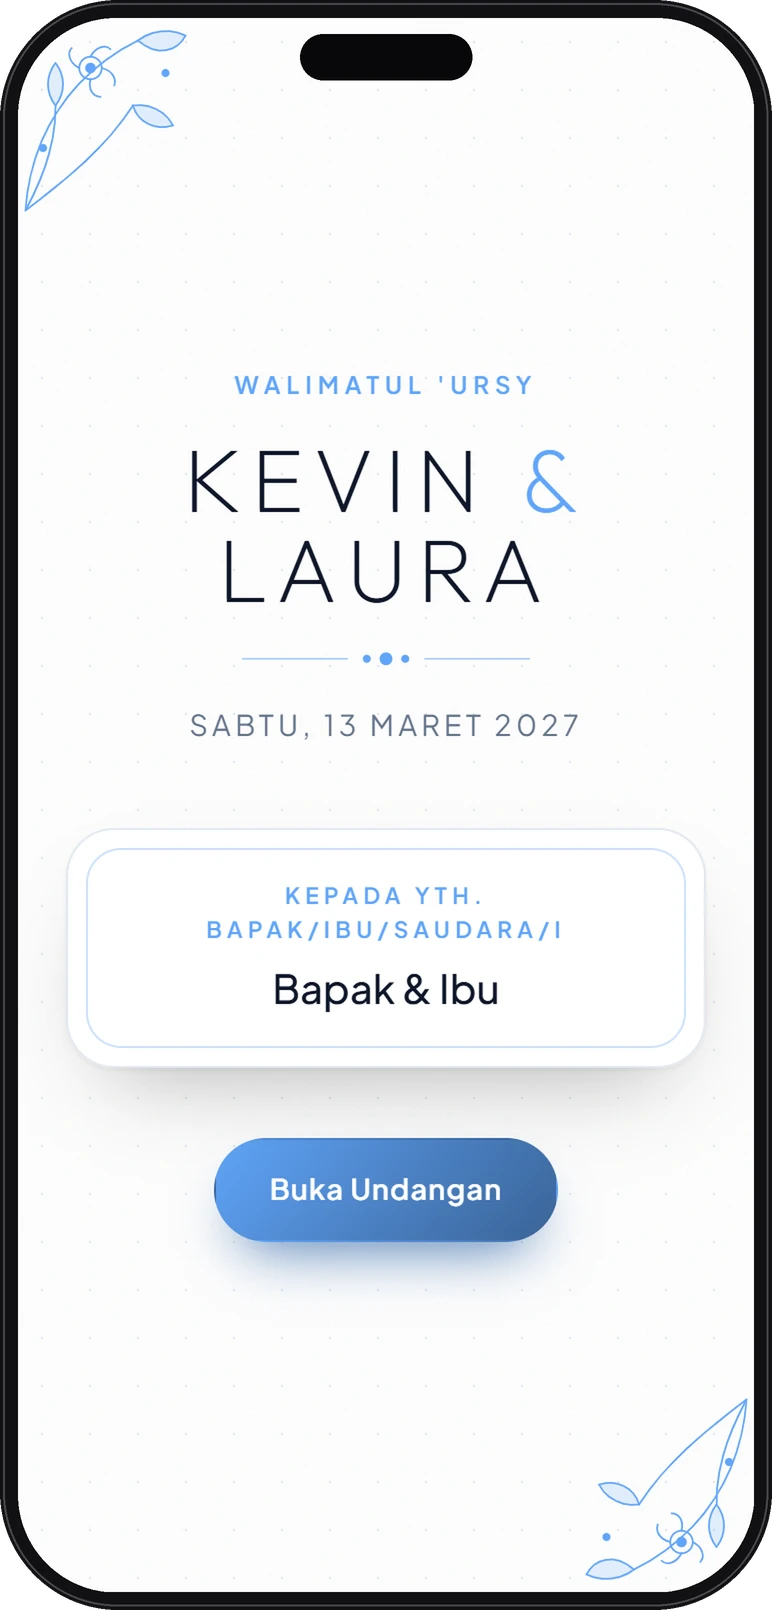 WALIMATUL 'URSY
KEVIN &
LAURA
SABTU, 13 MARET 2027
KEPADA YTH.
BAPAK/IBU/SAUDARA/I
Bapak & Ibu
Buka Undangan